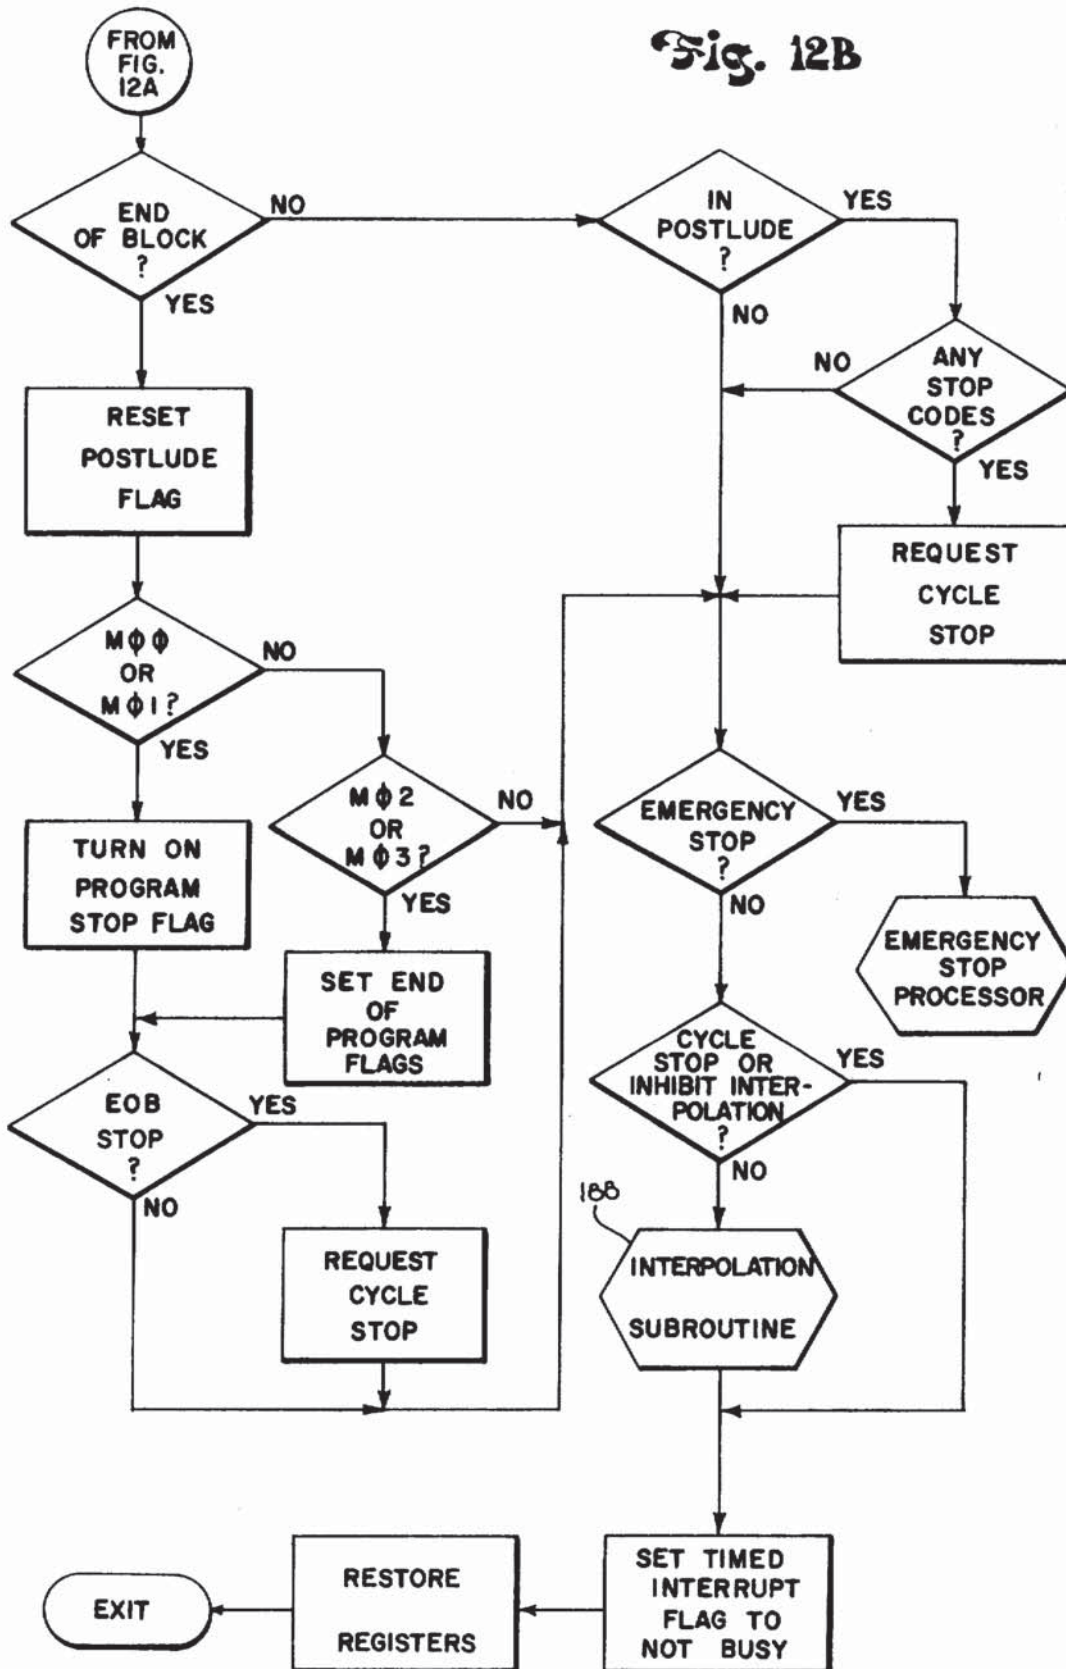 Fig. 12B
FROM
FIG.
12A
END
OF BLOCK
?
NO
YES
IN
POSTLUDE
?
YES
NO
ANY
STOP
CODES
?
NO
YES
REQUEST
CYCLE
STOP
RESET
POSTLUDE
FLAG
MϕΦ
OR
Mϕ1?
NO
YES
TURN ON
PROGRAM
STOP FLAG
Mϕ2
OR
Mϕ3?
NO
YES
SET END
OF
PROGRAM
FLAGS
EOB
STOP
?
YES
NO
REQUEST
CYCLE
STOP
EMERGENCY
STOP
?
YES
NO
EMERGENCY
STOP
PROCESSOR
CYCLE
STOP OR
INHIBIT INTER-
POLATION
?
YES
NO
188
INTERPOLATION
SUBROUTINE
SET TIMED
INTERRUPT
FLAG TO
NOT BUSY
RESTORE
REGISTERS
EXIT